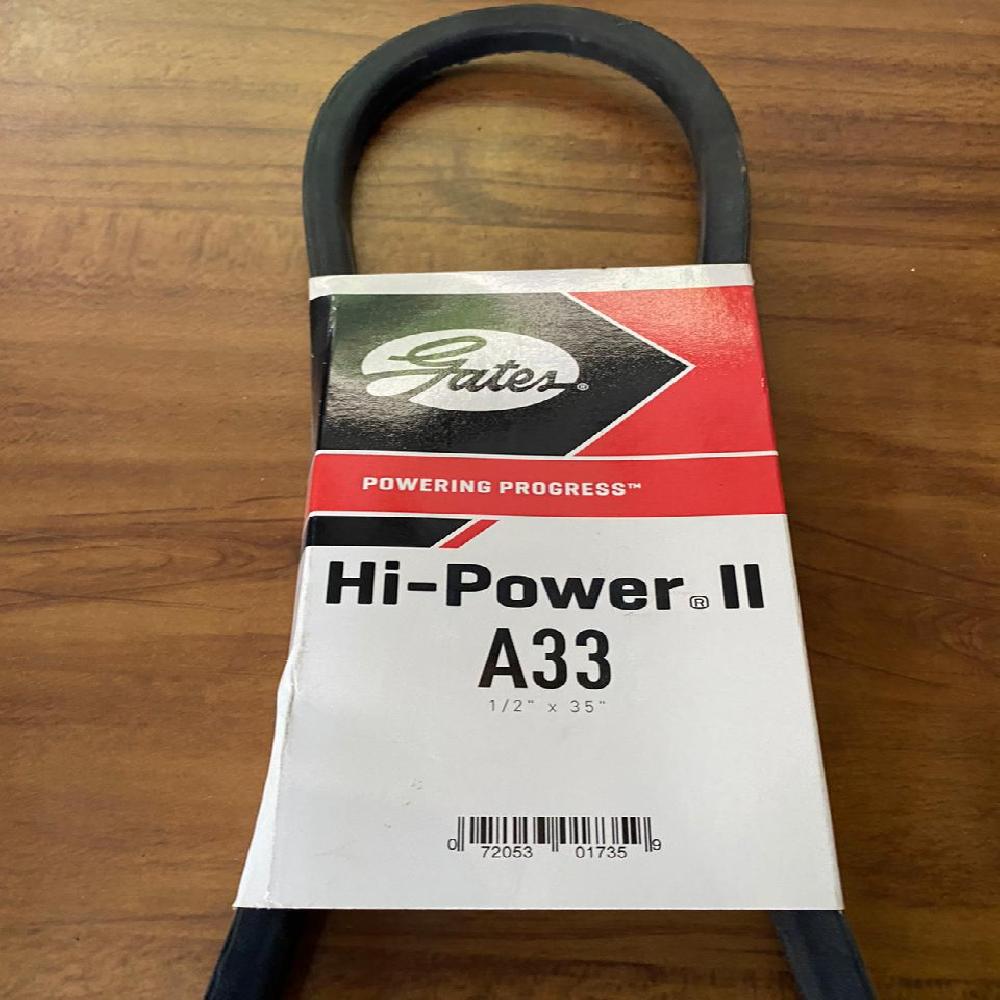 Gates®
POWERING PROGRESS™
Hi-Power® II
A33
1/2" x 35"
0 72053 01735 9